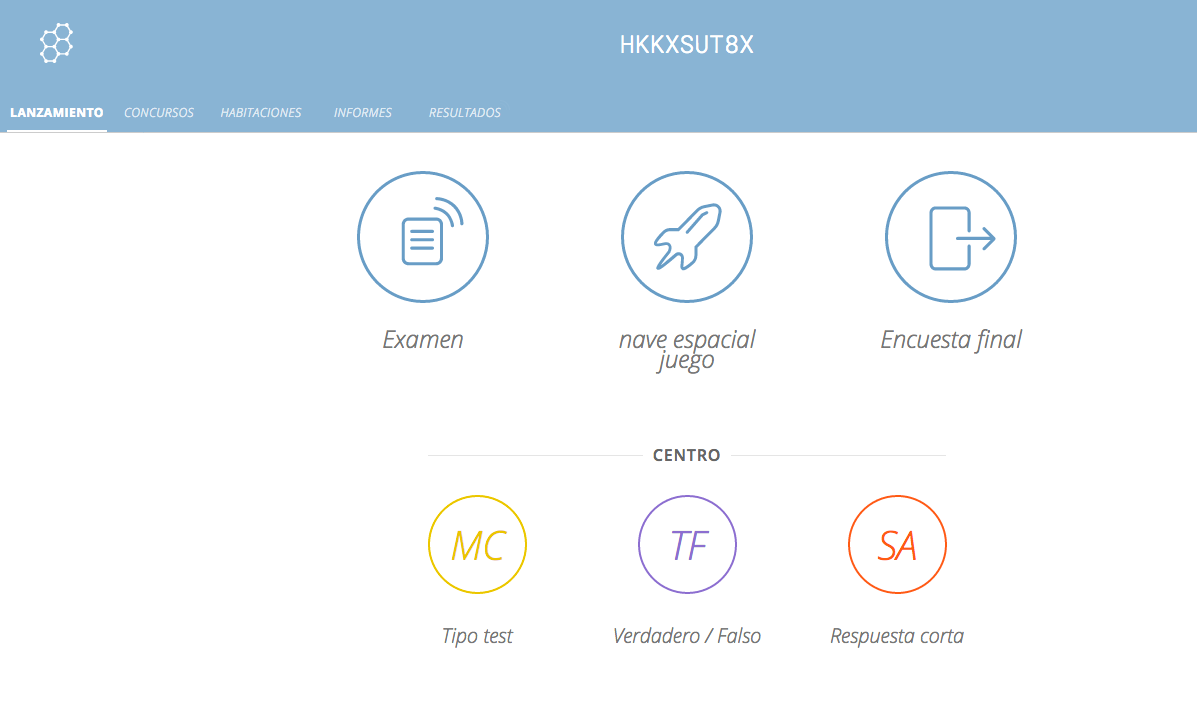 HKKXSUT8X
LANZAMIENTO CONCURSOS HABITACIONES INFORMES RESULTADOS
Examen
nave espacial
juego
Encuesta final
CENTRO
MC TF SA
Tipo test Verdadero / Falso Respuesta corta